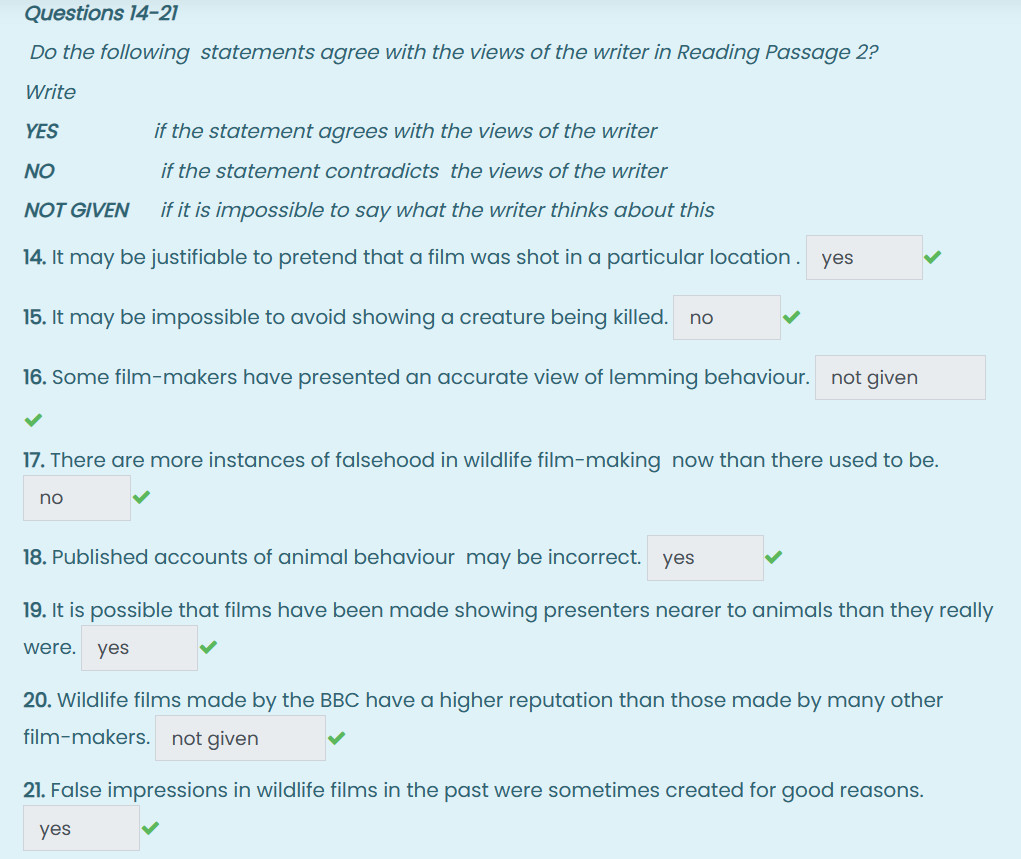 Questions 14-21
Do the following statements agree with the views of the writer in Reading Passage 2?
Write
YES if the statement agrees with the views of the writer
NO if the statement contradicts the views of the writer
NOT GIVEN if it is impossible to say what the writer thinks about this
14. It may be justifiable to pretend that a film was shot in a particular location . yes
15. It may be impossible to avoid showing a creature being killed. no
16. Some film-makers have presented an accurate view of lemming behaviour. not given
17. There are more instances of falsehood in wildlife film-making now than there used to be.
no
18. Published accounts of animal behaviour may be incorrect. yes
19. It is possible that films have been made showing presenters nearer to animals than they really
were. yes
20. Wildlife films made by the BBC have a higher reputation than those made by many other
film-makers. not given
21. False impressions in wildlife films in the past were sometimes created for good reasons.
yes